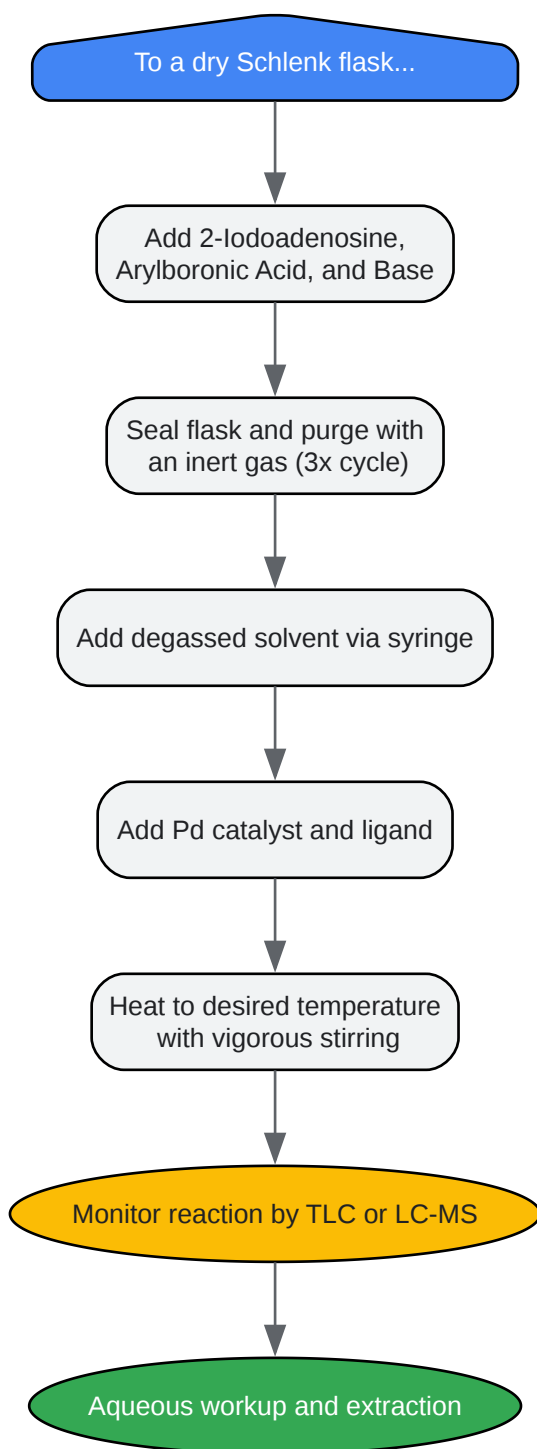 To a dry Schlenk flask...
Add 2-Iodoadenosine,
Arylboronic Acid, and Base
Seal flask and purge with
an inert gas (3x cycle)
Add degassed solvent via syringe
Add Pd catalyst and ligand
Heat to desired temperature
with vigorous stirring
Monitor reaction by TLC or LC-MS
Aqueous workup and extraction